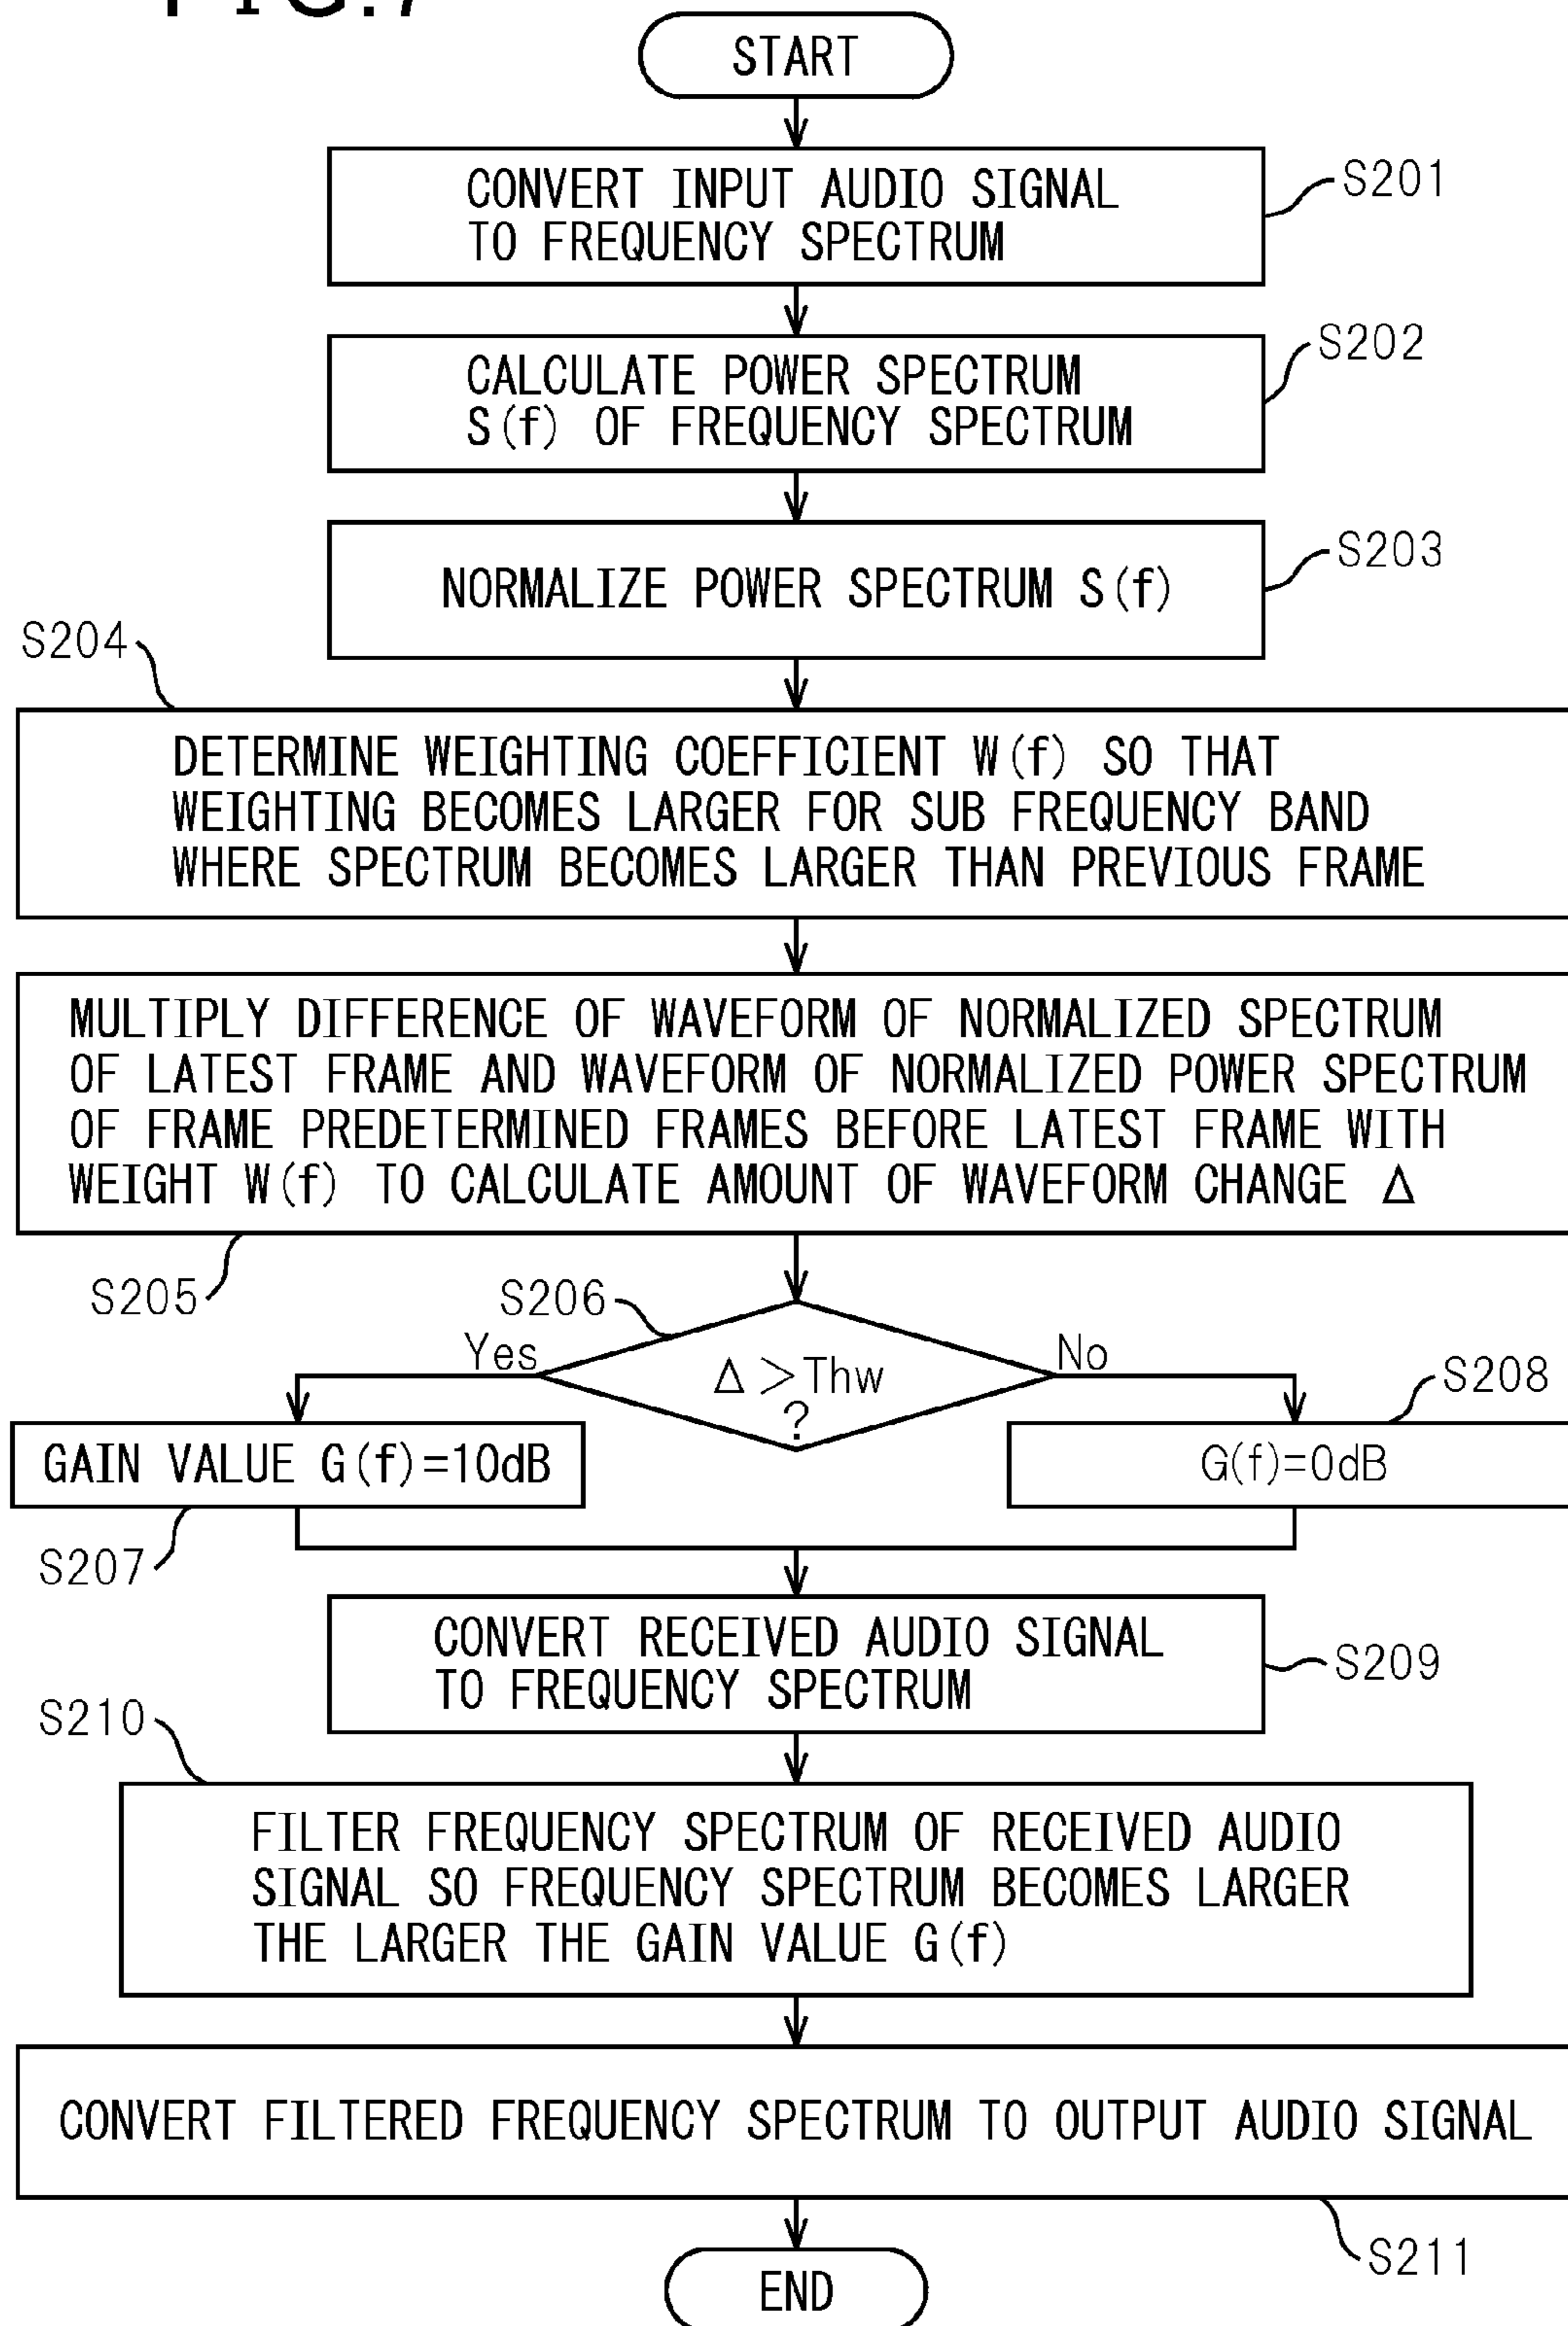 FIG.7
START
CONVERT INPUT AUDIO SIGNAL
TO FREQUENCY SPECTRUM
S201
CALCULATE POWER SPECTRUM
S(f) OF FREQUENCY SPECTRUM
S202
NORMALIZE POWER SPECTRUM S(f)
S203
S204
DETERMINE WEIGHTING COEFFICIENT W(f) SO THAT
WEIGHTING BECOMES LARGER FOR SUB FREQUENCY BAND
WHERE SPECTRUM BECOMES LARGER THAN PREVIOUS FRAME
MULTIPLY DIFFERENCE OF WAVEFORM OF NORMALIZED SPECTRUM
OF LATEST FRAME AND WAVEFORM OF NORMALIZED POWER SPECTRUM
OF FRAME PREDETERMINED FRAMES BEFORE LATEST FRAME WITH
WEIGHT W(f) TO CALCULATE AMOUNT OF WAVEFORM CHANGE Δ
S205
S206
Δ>Thw
?
Yes
No
S208
GAIN VALUE G(f)=10dB
G(f)=0dB
S207
CONVERT RECEIVED AUDIO SIGNAL
TO FREQUENCY SPECTRUM
S209
S210
FILTER FREQUENCY SPECTRUM OF RECEIVED AUDIO
SIGNAL SO FREQUENCY SPECTRUM BECOMES LARGER
THE LARGER THE GAIN VALUE G(f)
CONVERT FILTERED FREQUENCY SPECTRUM TO OUTPUT AUDIO SIGNAL
S211
END